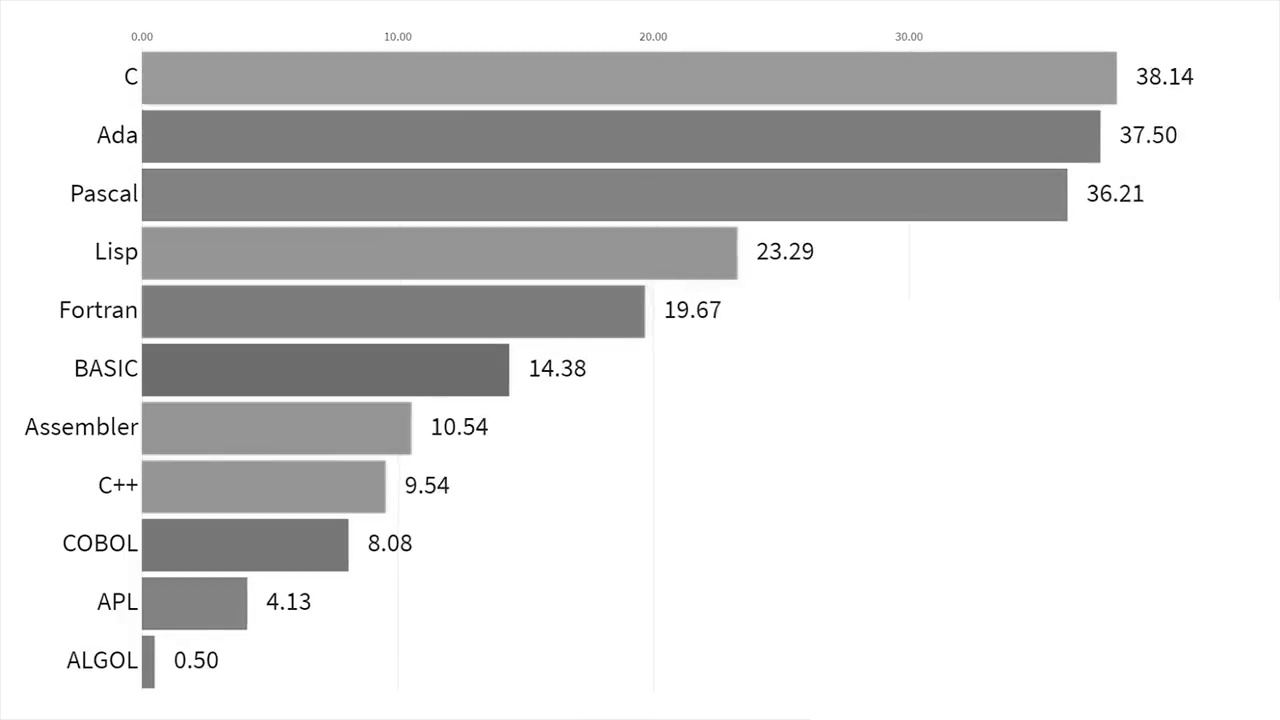 0.00 10.00 20.00 30.00
C 38.14
Ada 37.50
Pascal 36.21
Lisp 23.29
Fortran 19.67
BASIC 14.38
Assembler 10.54
C++ 9.54
COBOL 8.08
APL 4.13
ALGOL 0.50